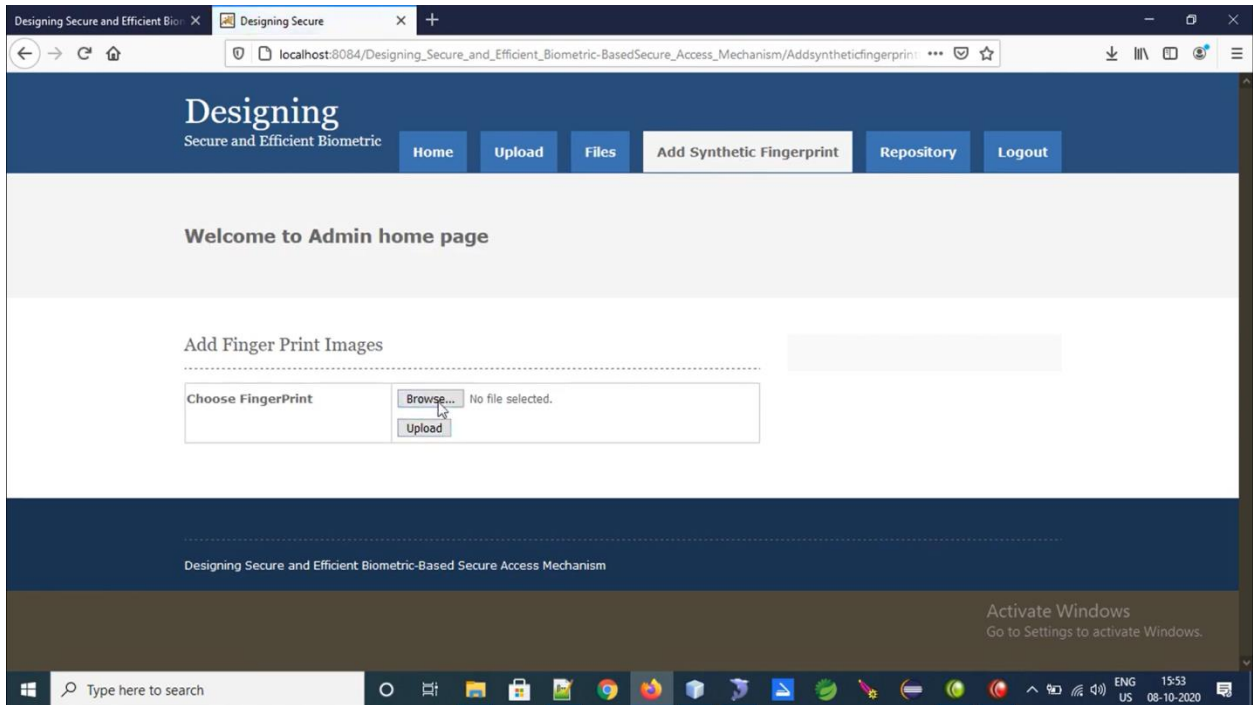 Designing Secure and Efficient Bion
Designing Secure
localhost:8084/Designing_Secure_and_Efficient_Biometric-BasedSecure_Access_Mechanism/Addsyntheticfingerprint
Designing
Secure and Efficient Biometric
Home
Upload
Files
Add Synthetic Fingerprint
Repository
Logout
Welcome to Admin home page
Add Finger Print Images
Choose FingerPrint
Browse...
No file selected.
Upload
Designing Secure and Efficient Biometric-Based Secure Access Mechanism
Activate Windows
Go to Settings to activate Windows.
Type here to search
ENG
US
15:53
08-10-2020